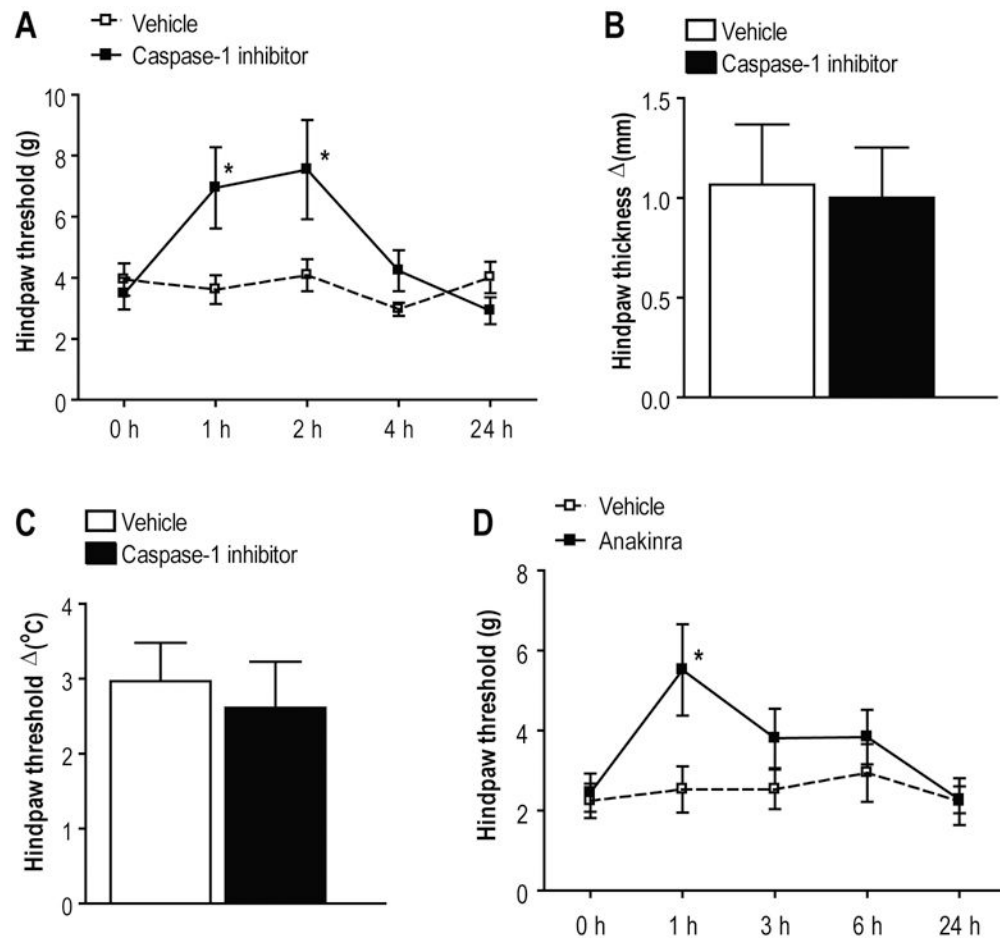 A
Vehicle
Caspase-1 inhibitor
Hindpaw threshold (g)
10
8
6
4
2
0
*
*
0 h 1 h 2 h 4 h 24 h
B
Vehicle
Caspase-1 inhibitor
Hindpaw thickness Δ(mm)
1.5
1.0
0.5
0.0
C
Vehicle
Caspase-1 inhibitor
Hindpaw threshold Δ(°C)
4
3
2
1
0
D
Vehicle
Anakinra
Hindpaw threshold (g)
8
6
4
2
0
*
0 h 1 h 3 h 6 h 24 h